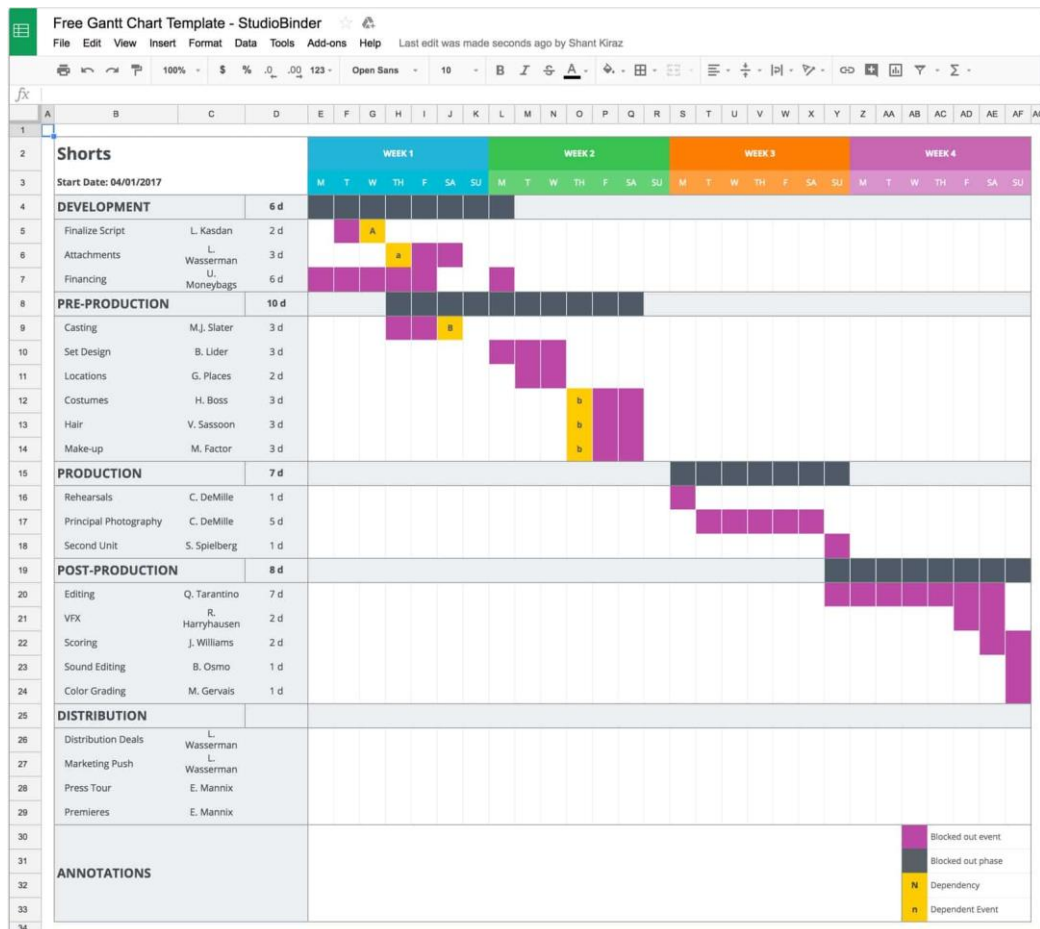 Free Gantt Chart Template - StudioBinder
File Edit View Insert Format Data Tools Add-ons Help Last edit was made seconds ago by Shant Kiraz
100% $ % .0 .00 123 Open Sans 10 B I S A
fx
A B C D E F G H I J K L M N O P Q R S T U V W X Y Z AA AB AC AD AE AF
1
2 Shorts WEEK 1 WEEK 2 WEEK 3 WEEK 4
3 Start Date: 04/01/2017 M T W TH F SA SU M T W TH F SA SU M T W TH F SA SU M T W TH F SA SU
4 DEVELOPMENT 6 d
5 Finalize Script L. Kasdan 2 d A
6 Attachments L. Wasserman 3 d a
7 Financing U. Moneybags 6 d
8 PRE-PRODUCTION 10 d
9 Casting M.J. Slater 3 d B
10 Set Design B. Lider 3 d
11 Locations G. Places 2 d
12 Costumes H. Boss 3 d b
13 Hair V. Sassoon 3 d b
14 Make-up M. Factor 3 d b
15 PRODUCTION 7 d
16 Rehearsals C. DeMille 1 d
17 Principal Photography C. DeMille 5 d
18 Second Unit S. Spielberg 1 d
19 POST-PRODUCTION 8 d
20 Editing Q. Tarantino 7 d
21 VFX R. Harryhausen 2 d
22 Scoring J. Williams 2 d
23 Sound Editing B. Osmo 1 d
24 Color Grading M. Gervais 1 d
25 DISTRIBUTION
26 Distribution Deals L. Wasserman
27 Marketing Push L. Wasserman
28 Press Tour E. Mannix
29 Premieres E. Mannix
30 Blocked out event
31 Blocked out phase
ANNOTATIONS
32 N Dependency
33 n Dependent Event
34